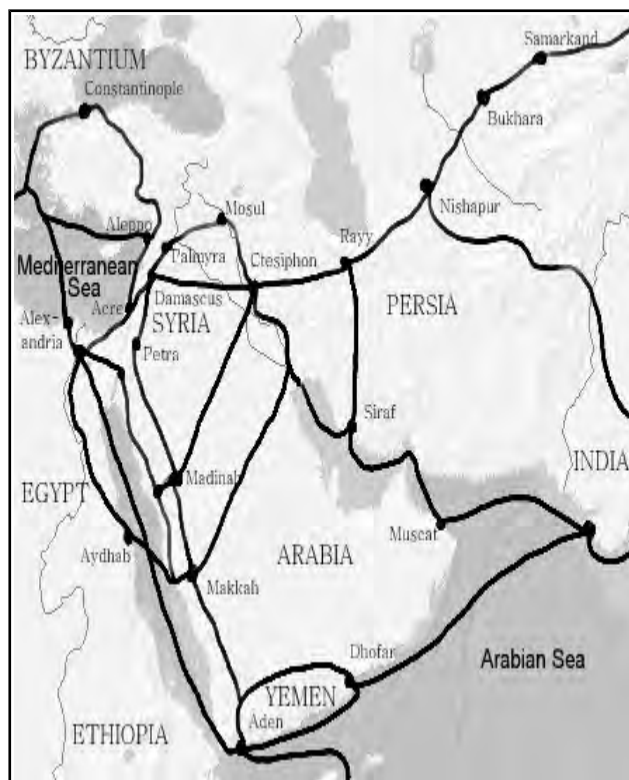 Samarkand
BYZANTIUM
Constantinople
Bukhara
Mosul
Nishapur
Aleppo
Rayy
Palmyra
Ctesiphon
Mediterranean
Sea
PERSIA
Acre
Damascus
Alex-
andria
SYRIA
Petra
Siraf
INDIA
Madinah
EGYPT
Muscat
Aydhab
ARABIA
Makkah
Dhofar
Arabian Sea
YEMEN
Aden
ETHIOPIA